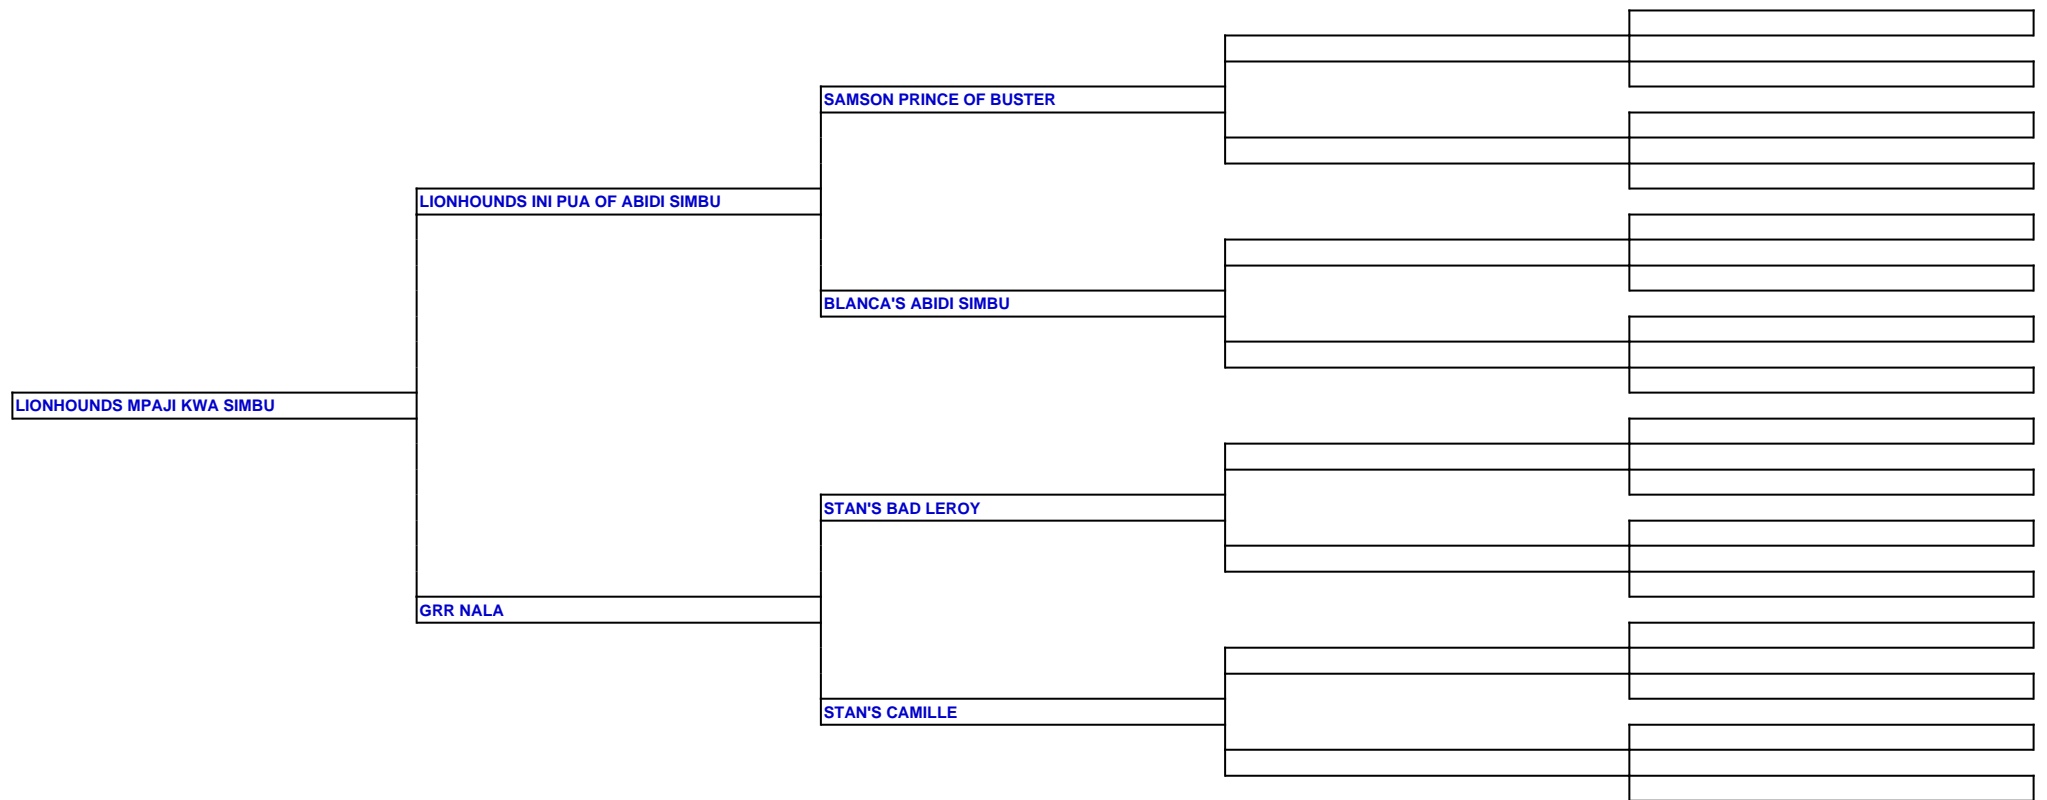 SAMSON PRINCE OF BUSTER
LIONHOUNDS INI PUA OF ABIDI SIMBU
BLANCA'S ABIDI SIMBU
LIONHOUNDS MPAJI KWA SIMBU
STAN'S BAD LEROY
GRR NALA
STAN'S CAMILLE